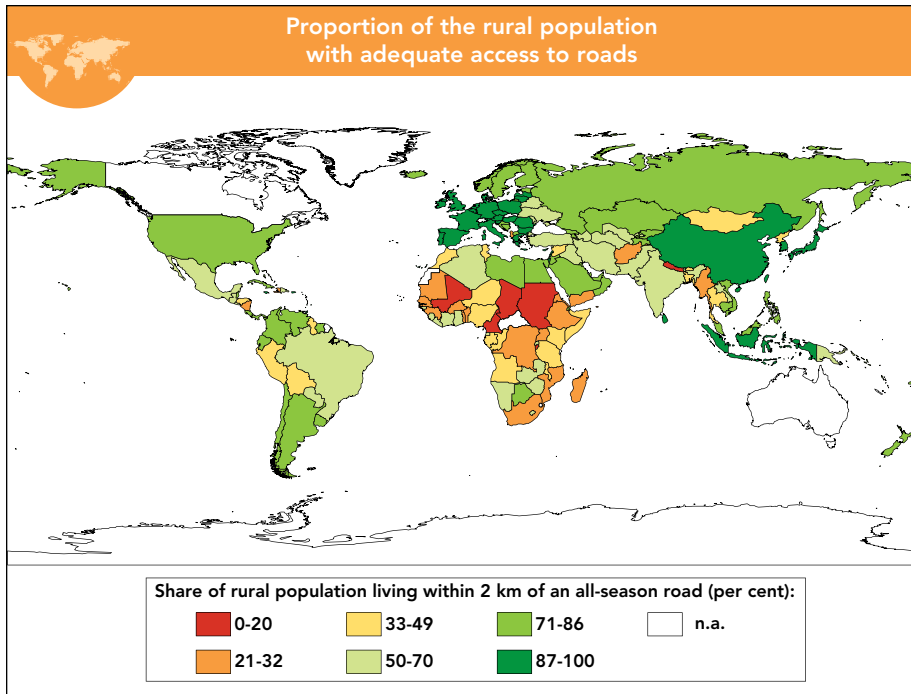 Proportion of the rural population
with adequate access to roads
Share of rural population living within 2 km of an all-season road (per cent):
0-20
33-49
71-86
n.a.
21-32
50-70
87-100